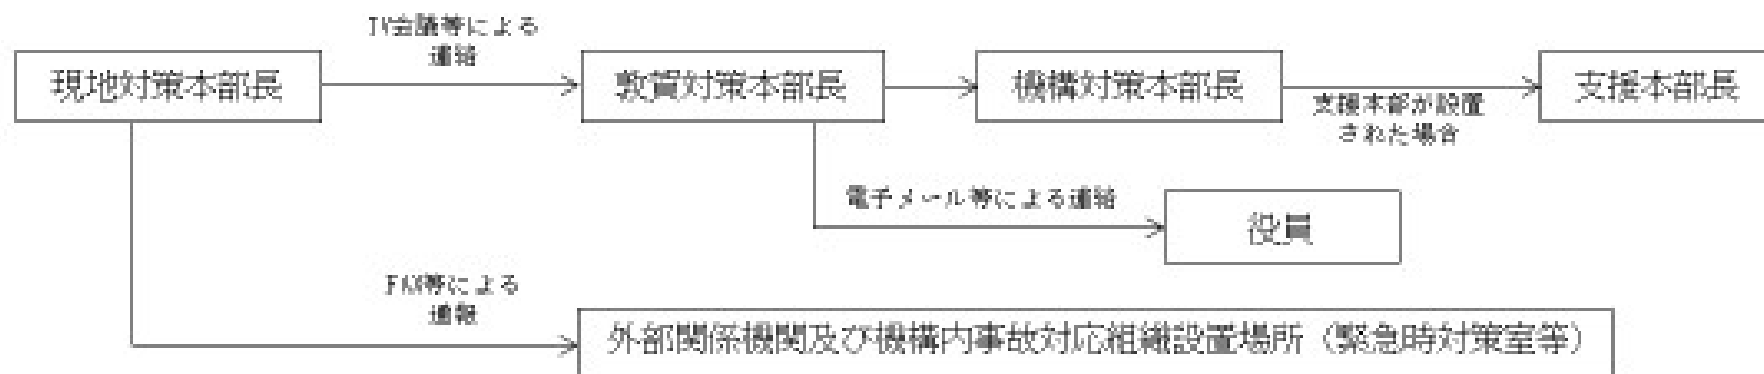 TV会議等による
連絡
現地対策本部長
敦賀対策本部長
機構対策本部長
支援本部長
支援本部が設置
された場合
電子メール等による連絡
役員
FAX等による
通報
外部関係機関及び機構内事故対応組織設置場所（緊急時対策室等）